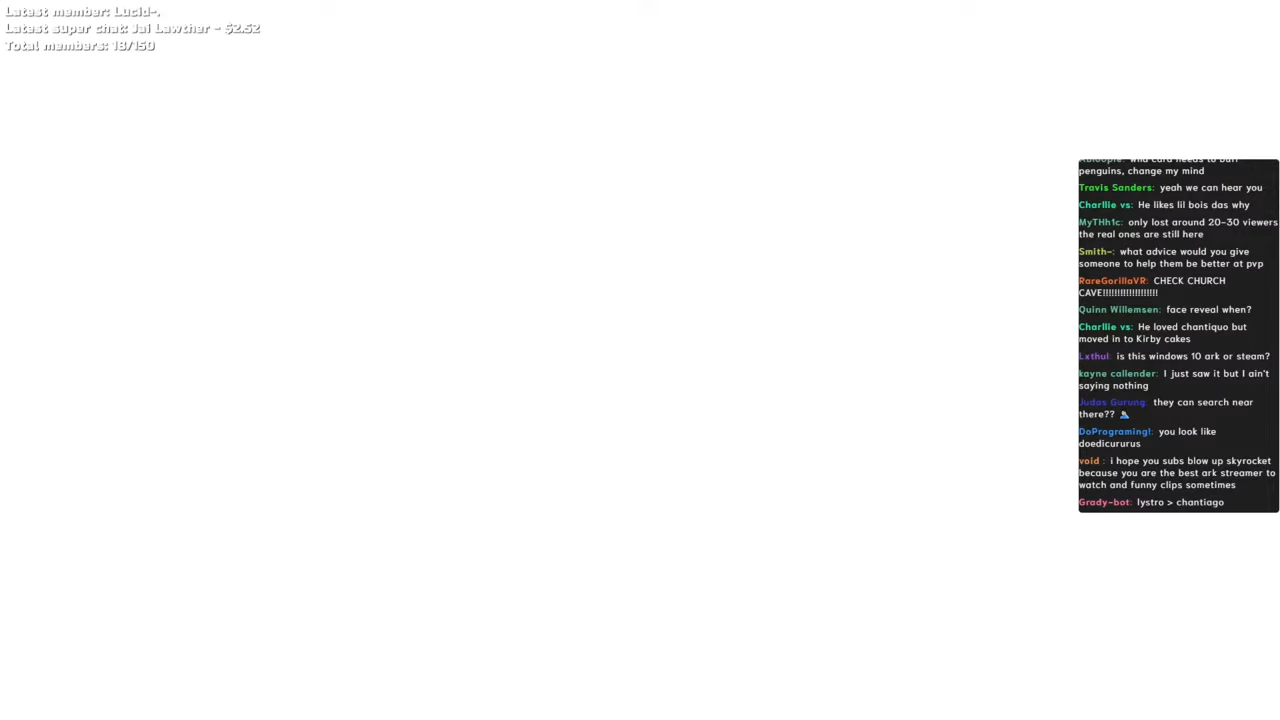 Latest member: Lucid-.
Latest super chat: Jai Lawther - $2.52
Total members: 18/150
wild card needs to buff
penguins, change my mind
Travis Sanders: yeah we can hear you
Charllie vs: He likes lil bois das why
MyTHh1c: only lost around 20-30 viewers
the real ones are still here
Smith-: what advice would you give
someone to help them be better at pvp
RareGorillaVR: CHECK CHURCH
CAVE!!!!!!!!!!!!!!!!!!!
Quinn Willemsen: face reveal when?
Charllie vs: He loved chantiquo but
moved in to Kirby cakes
Lxthul: is this windows 10 ark or steam?
kayne callender: I just saw it but I ain't
saying nothing
Judas Gurung: they can search near
there??
DoPrograming!: you look like
doedicururus
void : i hope you subs blow up skyrocket
because you are the best ark streamer to
watch and funny clips sometimes
Grady-bot: lystro > chantiago